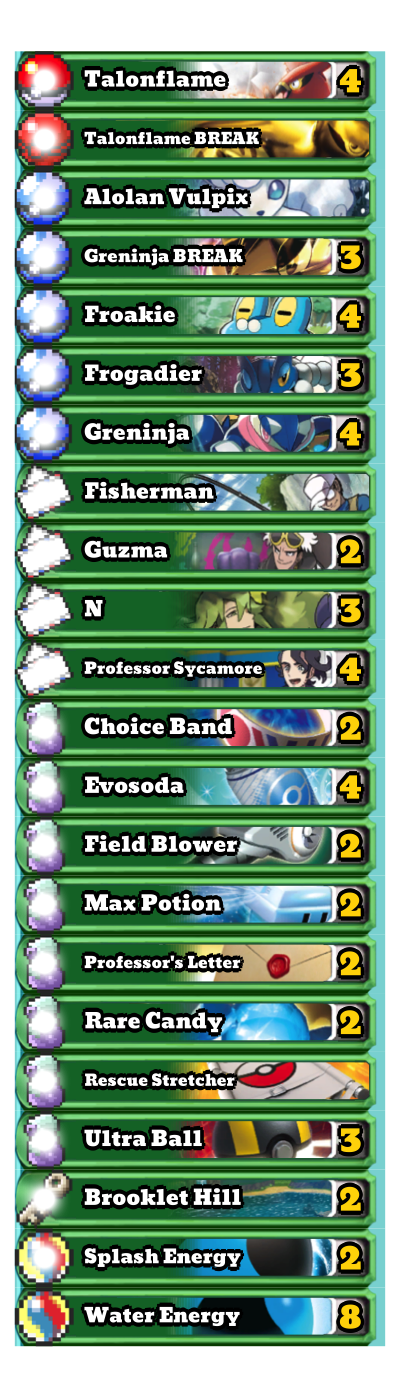 Talonflame 4
Talonflame BREAK
Alolan Vulpix
Greninja BREAK 3
Froakie 4
Frogadier 3
Greninja 4
Fisherman
Guzma 2
N 3
Professor Sycamore 4
Choice Band 2
Evosoda 4
Field Blower 2
Max Potion 2
Professor's Letter 2
Rare Candy 2
Rescue Stretcher
Ultra Ball 3
Brooklet Hill 2
Splash Energy 2
Water Energy 8